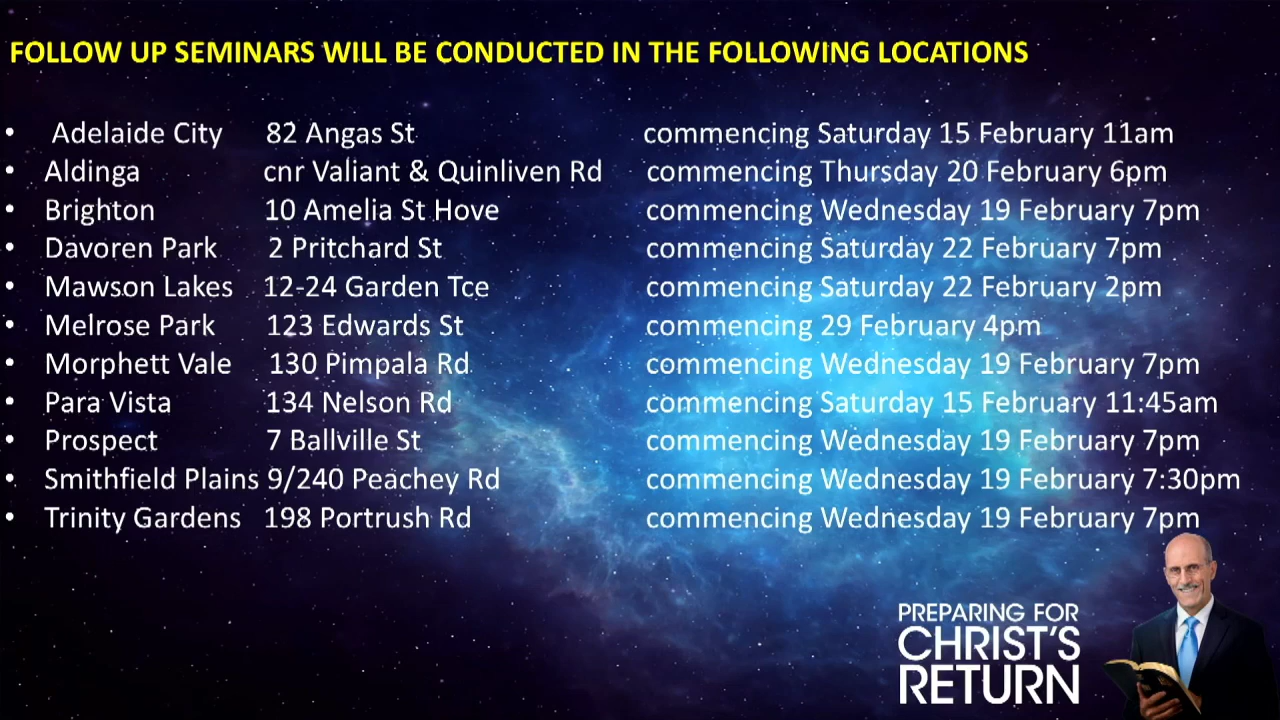 FOLLOW UP SEMINARS WILL BE CONDUCTED IN THE FOLLOWING LOCATIONS
• Adelaide City 82 Angas St commencing Saturday 15 February 11am
• Aldinga cnr Valiant & Quinliven Rd commencing Thursday 20 February 6pm
• Brighton 10 Amelia St Hove commencing Wednesday 19 February 7pm
• Davoren Park 2 Pritchard St commencing Saturday 22 February 7pm
• Mawson Lakes 12-24 Garden Tce commencing Saturday 22 February 2pm
• Melrose Park 123 Edwards St commencing 29 February 4pm
• Morphett Vale 130 Pimpala Rd commencing Wednesday 19 February 7pm
• Para Vista 134 Nelson Rd commencing Saturday 15 February 11:45am
• Prospect 7 Ballville St commencing Wednesday 19 February 7pm
• Smithfield Plains 9/240 Peachey Rd commencing Wednesday 19 February 7:30pm
• Trinity Gardens 198 Portrush Rd commencing Wednesday 19 February 7pm
PREPARING FOR
CHRIST'S
RETURN